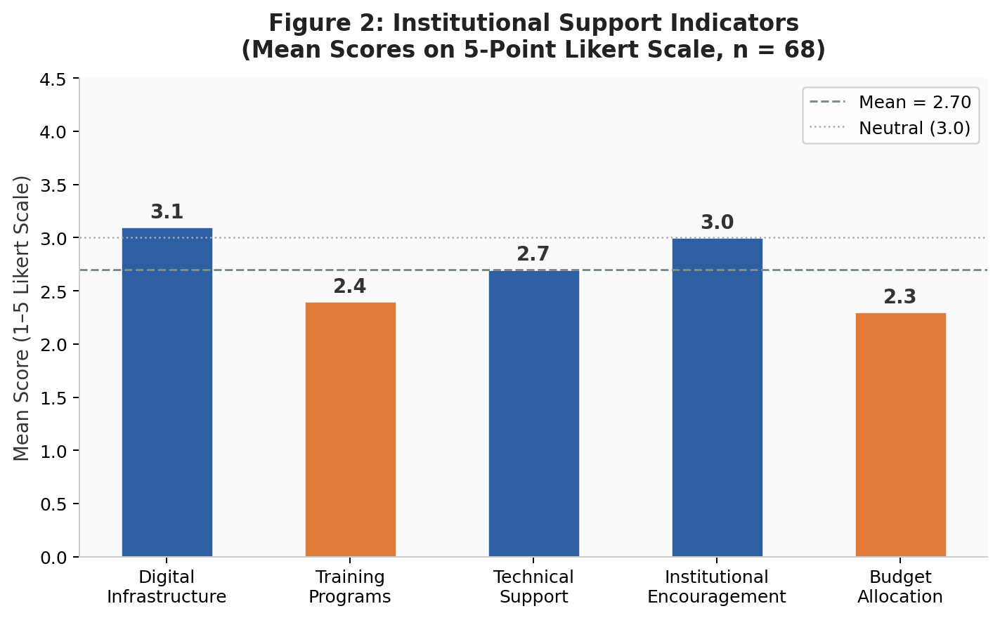 Figure 2: Institutional Support Indicators
(Mean Scores on 5-Point Likert Scale, n = 68)
Mean Score (1–5 Likert Scale)
4.5
4.0
3.5
3.0
2.5
2.0
1.5
1.0
0.5
0.0
Mean = 2.70
Neutral (3.0)
3.1
2.4
2.7
3.0
2.3
Digital
Infrastructure
Training
Programs
Technical
Support
Institutional
Encouragement
Budget
Allocation